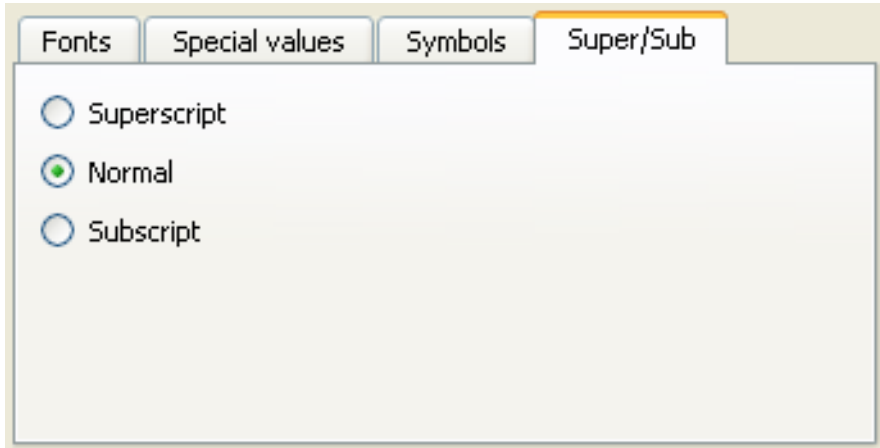 Fonts Special values Symbols Super/Sub
Superscript
Normal
Subscript